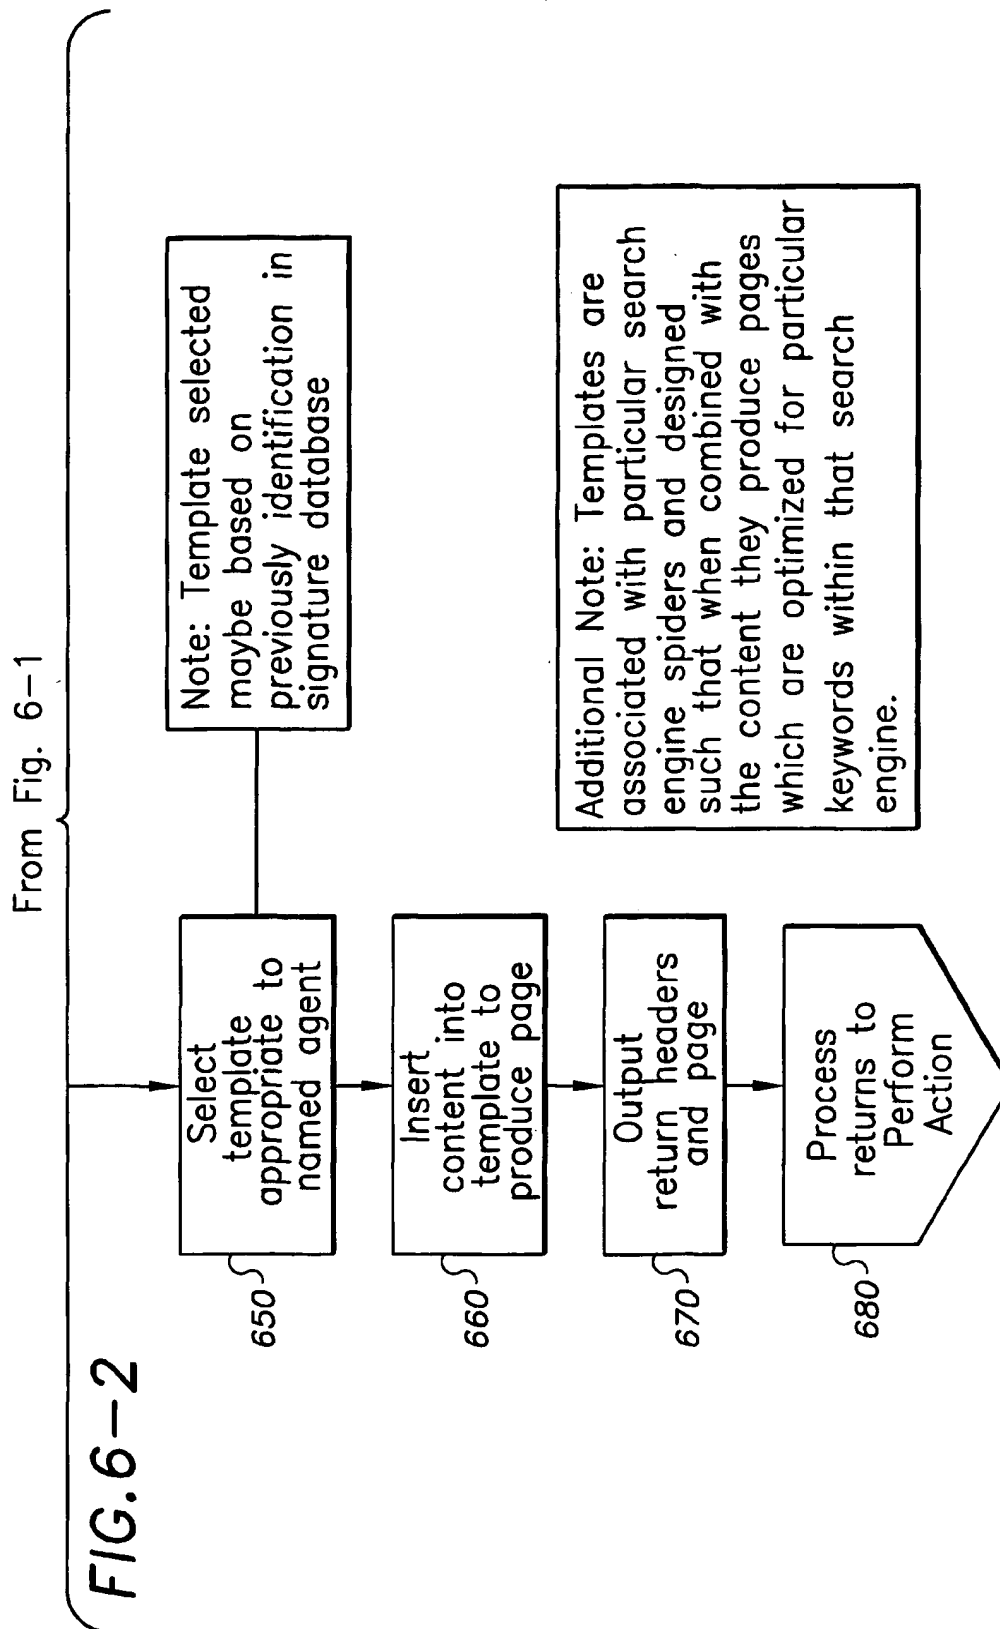 From Fig. 6-1
FIG.6-2
Select
template
appropriate to
named agent
650
Note: Template selected
maybe based on
previously identification in
signature database
Insert
content into
template to
produce page
660
Output
return headers
and page
670
Process
returns to
Perform
Action
680
Additional Note: Templates are
associated with particular search
engine spiders and designed
such that when combined with
the content they produce pages
which are optimized for particular
keywords within that search
engine.